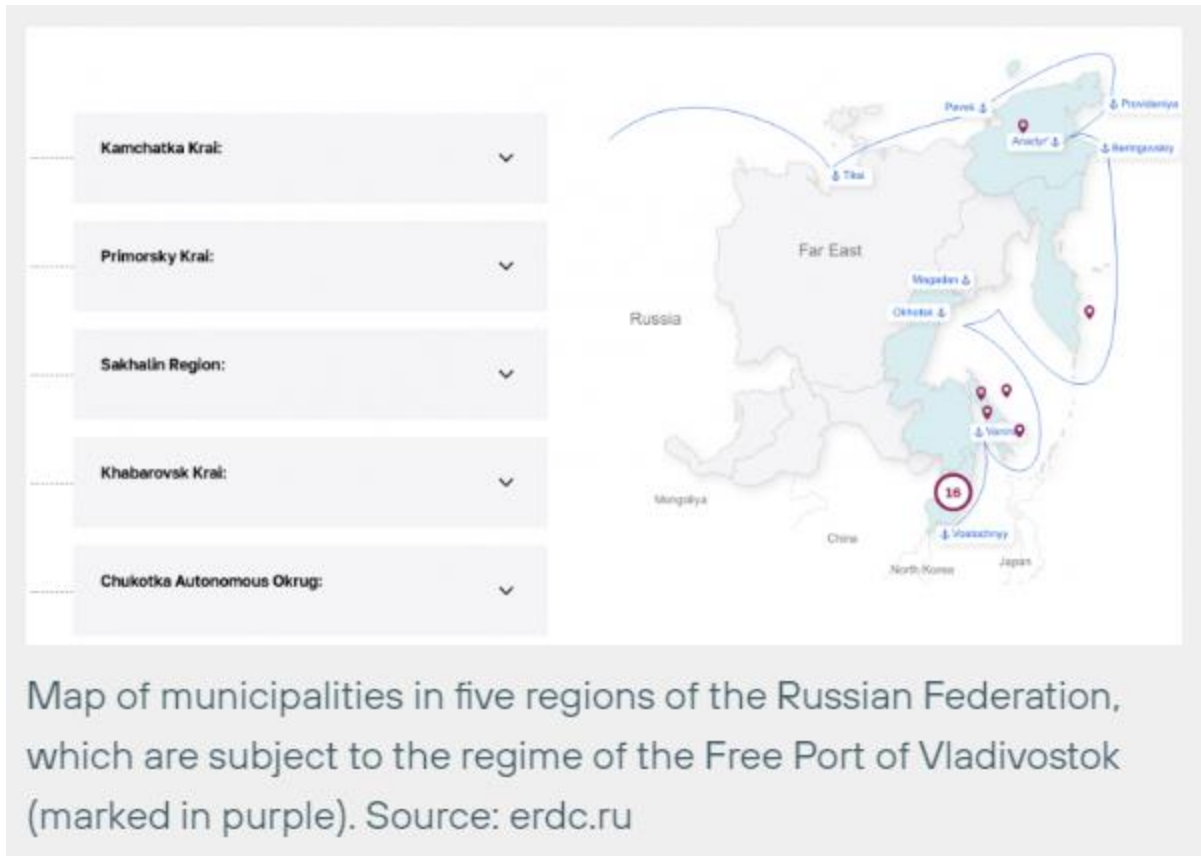 Kamchatka Krai:
Primorsky Krai:
Sakhalin Region:
Khabarovsk Krai:
Chukotka Autonomous Okrug:
Pevek
Provideniya
Anadyr'
Beringovskiy
Tiksi
Far East
Magadan
Okhotsk
Russia
Vanino
16
Mongoliya
Vostochnyy
China
Japan
North Korea
Map of municipalities in five regions of the Russian Federation,
which are subject to the regime of the Free Port of Vladivostok
(marked in purple). Source: erdc.ru